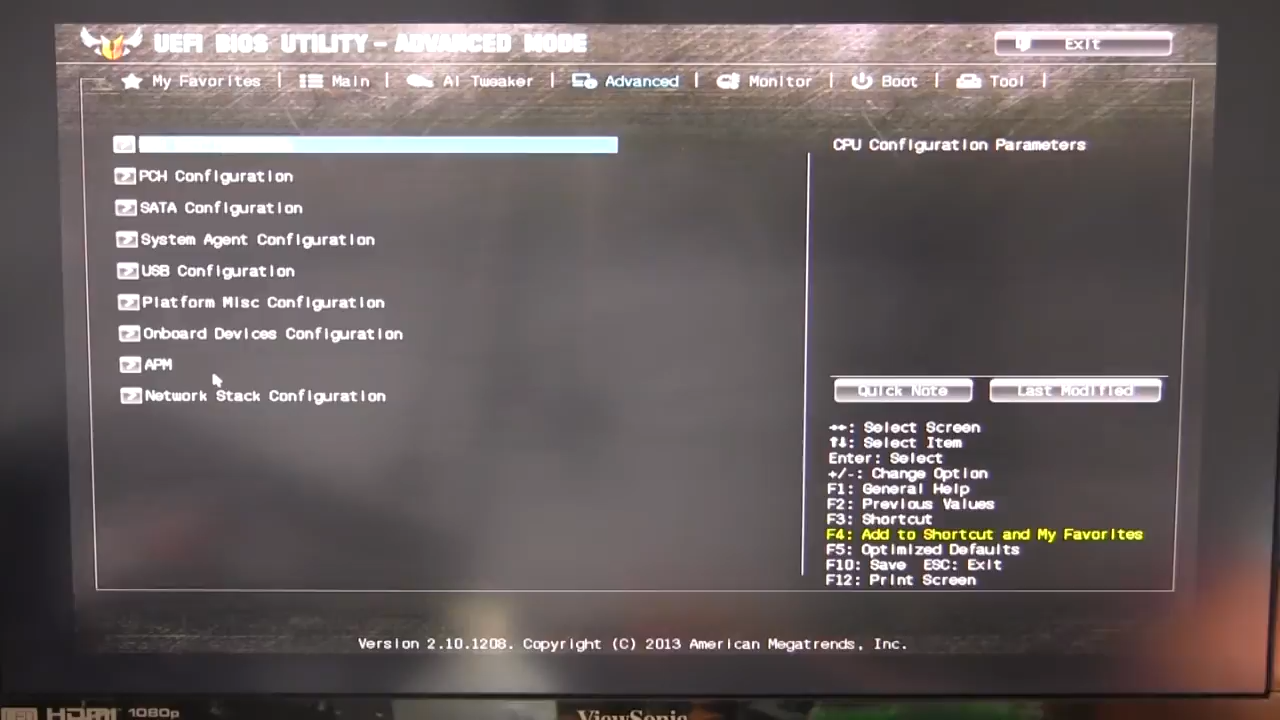 UEFI BIOS UTILITY - ADVANCED MODE
Exit
My Favorites | Main | Ai Tweaker | Advanced | Monitor | Boot | Tool |
CPU Configuration Parameters
PCH Configuration
SATA Configuration
System Agent Configuration
USB Configuration
Platform Misc Configuration
Onboard Devices Configuration
APM
Network Stack Configuration
Quick Note
Last Modified
→←: Select Screen
↑↓: Select Item
Enter: Select
+/-: Change Option
F1: General Help
F2: Previous Values
F3: Shortcut
F4: Add to Shortcut and My Favorites
F5: Optimized Defaults
F10: Save ESC: Exit
F12: Print Screen
Version 2.10.1208. Copyright (C) 2013 American Megatrends, Inc.
HDMI 1080p
ViewSonic